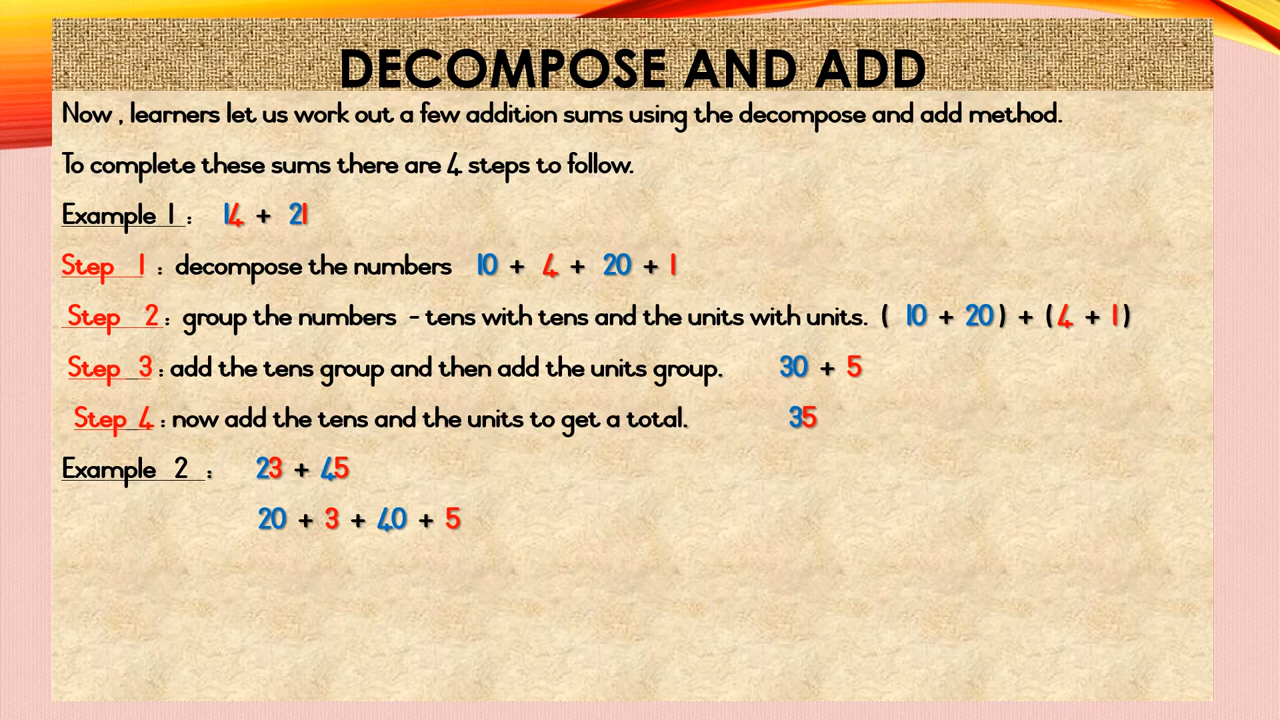 DECOMPOSE AND ADD
Now , learners let us work out a few addition sums using the decompose and add method.
To complete these sums there are 4 steps to follow.
Example 1 : 14 + 21
Step 1 : decompose the numbers 10 + 4 + 20 + 1
Step 2 : group the numbers - tens with tens and the units with units. ( 10 + 20 ) + ( 4 + 1 )
Step 3 : add the tens group and then add the units group. 30 + 5
Step 4 : now add the tens and the units to get a total. 35
Example 2 : 23 + 45
20 + 3 + 40 + 5